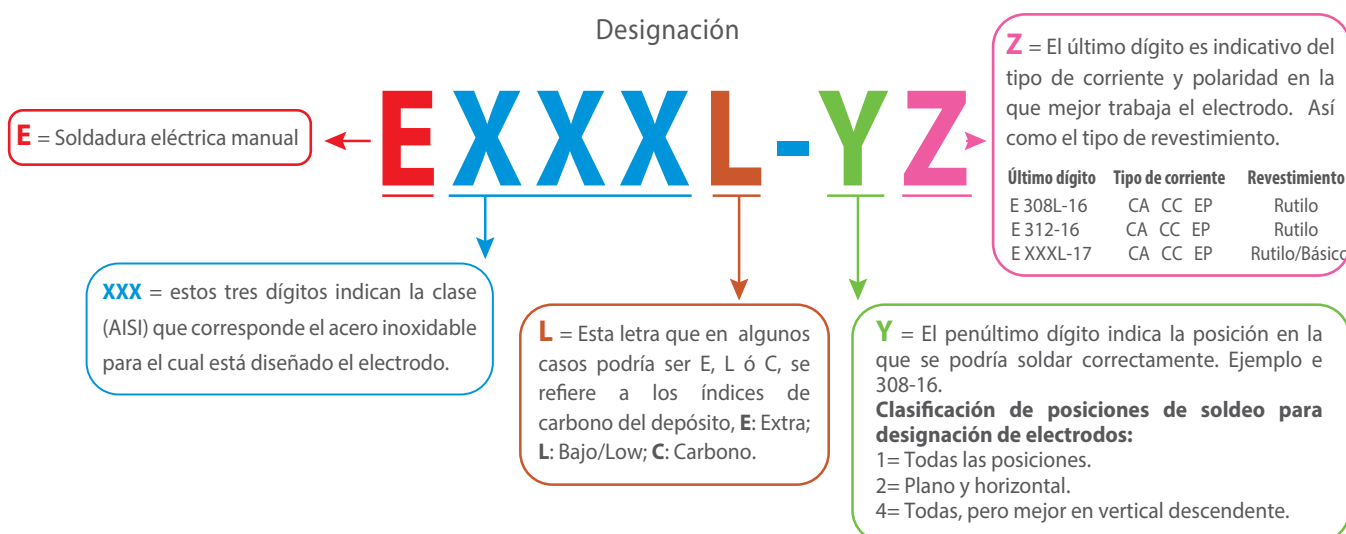 Designación
E X X X L - Y Z
E = Soldadura eléctrica manual
XXX = estos tres dígitos indican la clase
(AISI) que corresponde el acero inoxidable
para el cual está diseñado el electrodo.
L = Esta letra que en algunos
casos podría ser E, L ó C, se
refiere a los índices de
carbono del depósito, E: Extra;
L: Bajo/Low; C: Carbono.
Y = El penúltimo dígito indica la posición en la
que se podría soldar correctamente. Ejemplo e
308-16.
Clasificación de posiciones de soldeo para
designación de electrodos:
1= Todas las posiciones.
2= Plano y horizontal.
4= Todas, pero mejor en vertical descendente.
Z = El último dígito es indicativo del
tipo de corriente y polaridad en la
que mejor trabaja el electrodo. Así
como el tipo de revestimiento.
Último dígito Tipo de corriente Revestimiento
E 308L-16 CA CC EP Rutilo
E 312-16 CA CC EP Rutilo
E XXXL-17 CA CC EP Rutilo/Básico